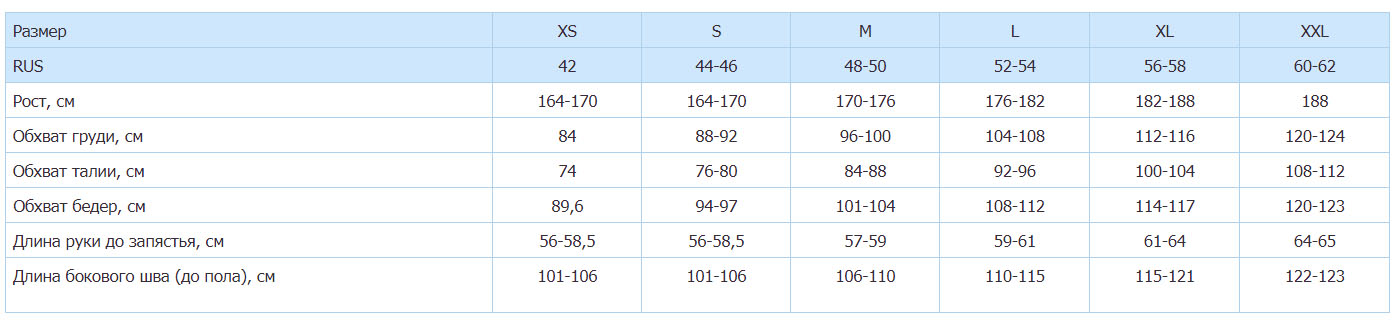 Размер XS S M L XL XXL
RUS 42 44-46 48-50 52-54 56-58 60-62
Рост, см 164-170 164-170 170-176 176-182 182-188 188
Обхват груди, см 84 88-92 96-100 104-108 112-116 120-124
Обхват талии, см 74 76-80 84-88 92-96 100-104 108-112
Обхват бедер, см 89,6 94-97 101-104 108-112 114-117 120-123
Длина руки до запястья, см 56-58,5 56-58,5 57-59 59-61 61-64 64-65
Длина бокового шва (до пола), см 101-106 101-106 106-110 110-115 115-121 122-123